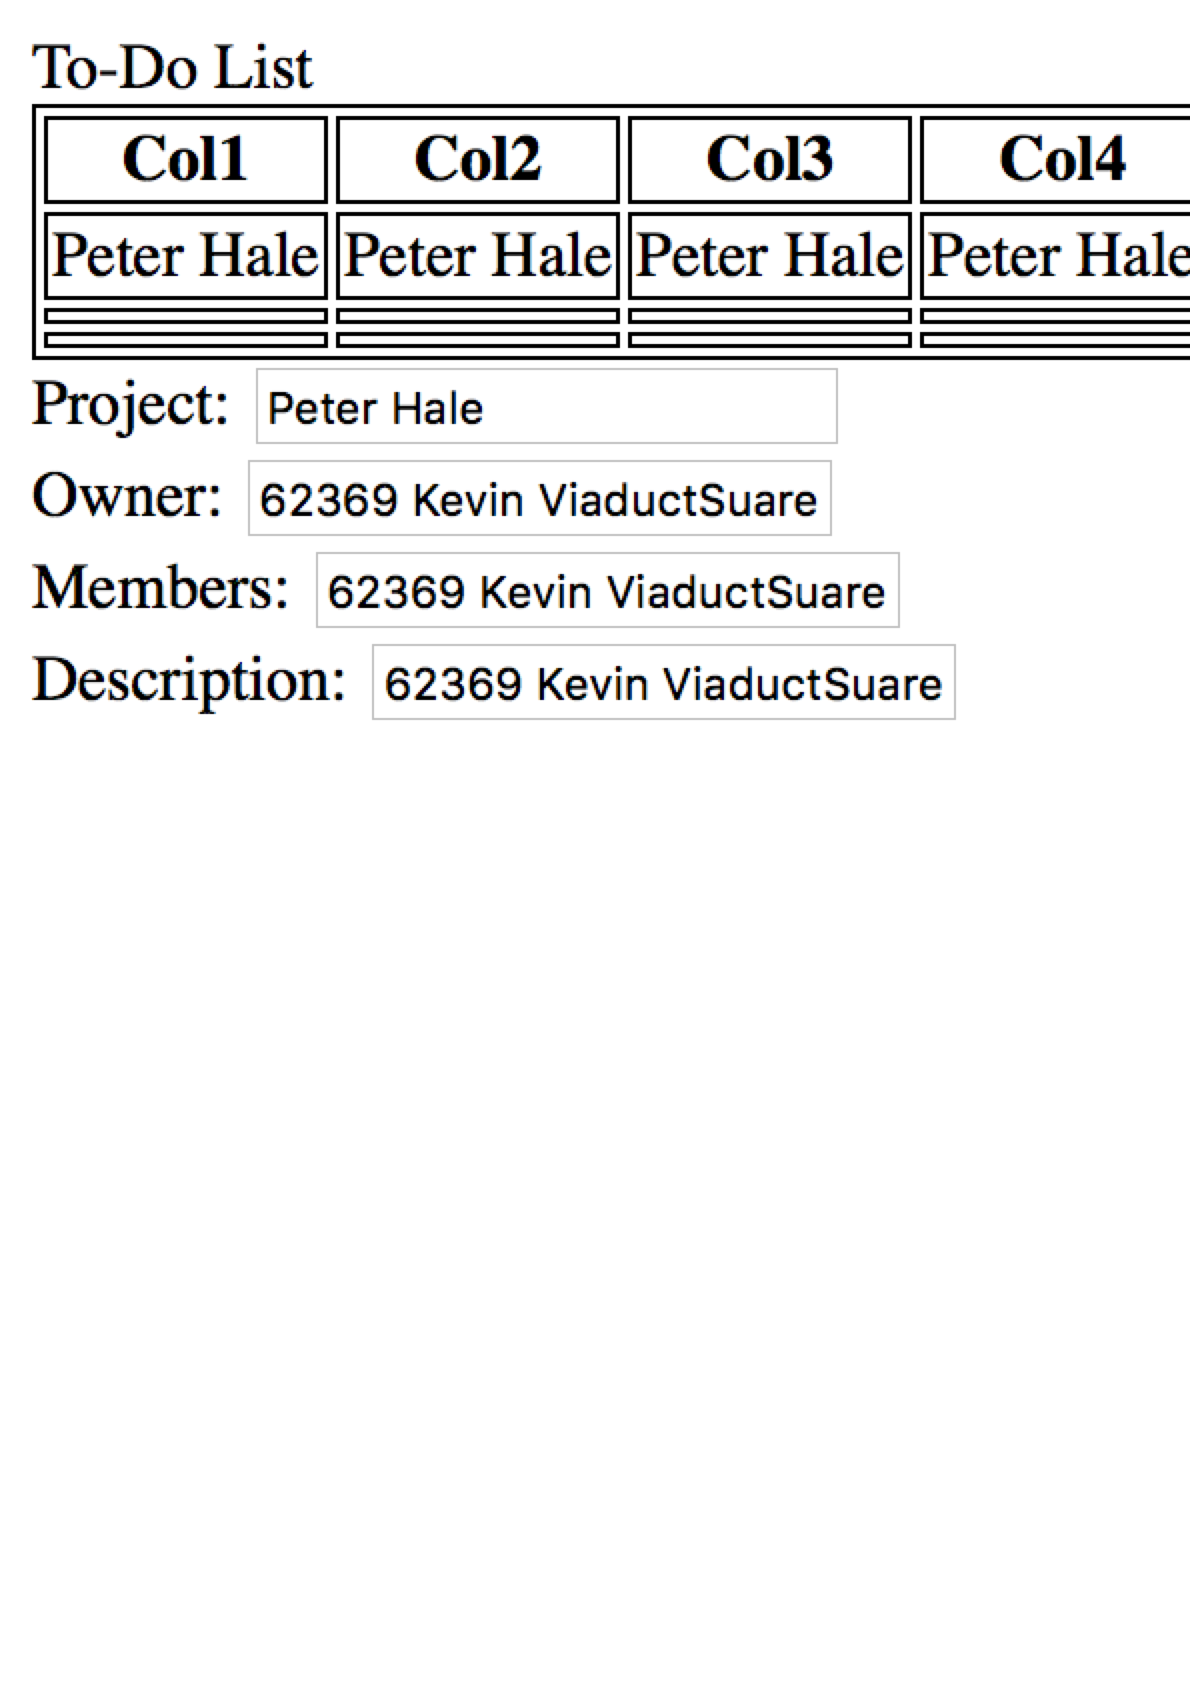 To-Do List
Col1 Col2 Col3 Col4
Peter Hale Peter Hale Peter Hale Peter Hale
Project: Peter Hale
Owner: 62369 Kevin ViaductSuare
Members: 62369 Kevin ViaductSuare
Description: 62369 Kevin ViaductSuare